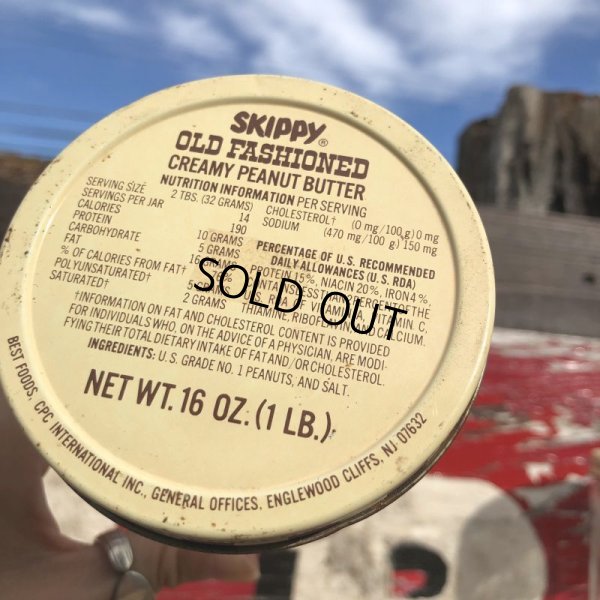 SKIPPY®
OLD FASHIONED
CREAMY PEANUT BUTTER
NUTRITION INFORMATION PER SERVING
SERVING SIZE 2 TBS. (32 GRAMS)
SERVINGS PER JAR 14
CALORIES 190
PROTEIN 10 GRAMS
CARBOHYDRATE 5 GRAMS
FAT GRAMS
% OF CALORIES FROM FAT†
POLYUNSATURATED†
SATURATED† 2 GRAMS
CHOLESTEROL† (0 mg/100 g) 0 mg
SODIUM (470 mg/100 g) 150 mg
PERCENTAGE OF U.S. RECOMMENDED
DAILY ALLOWANCES (U.S. RDA)
PROTEIN 15%, NIACIN 20%, IRON 4%,
OF THE
VITAMIN C,
THIAMINE, CALCIUM.
†INFORMATION ON FAT AND CHOLESTEROL CONTENT IS PROVIDED
FOR INDIVIDUALS WHO, ON THE ADVICE OF A PHYSICIAN, ARE MODI-
FYING THEIR TOTAL DIETARY INTAKE OF FAT AND/OR CHOLESTEROL.
INGREDIENTS: U.S. GRADE NO. 1 PEANUTS, AND SALT.
NET WT. 16 OZ. (1 LB.)
BEST FOODS, CPC INTERNATIONAL INC., GENERAL OFFICES, ENGLEWOOD CLIFFS, NJ 07632
SOLD OUT